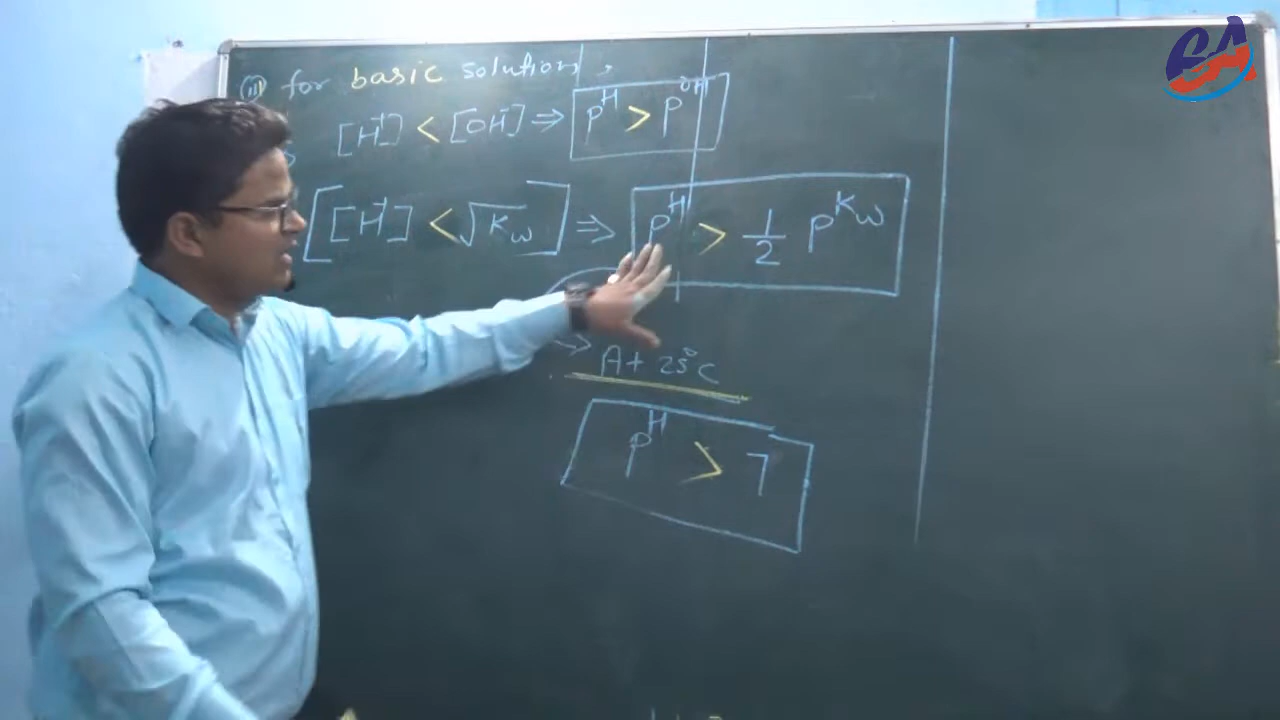 (iii) for basic solution,
[H⁺] < [OH⁻] ⇒ pᴴ > pᴼᴴ
[[H⁺] < √Kw] ⇒ pᴴ > 1/2 pᴷʷ
→ At 25°C
pᴴ > 7